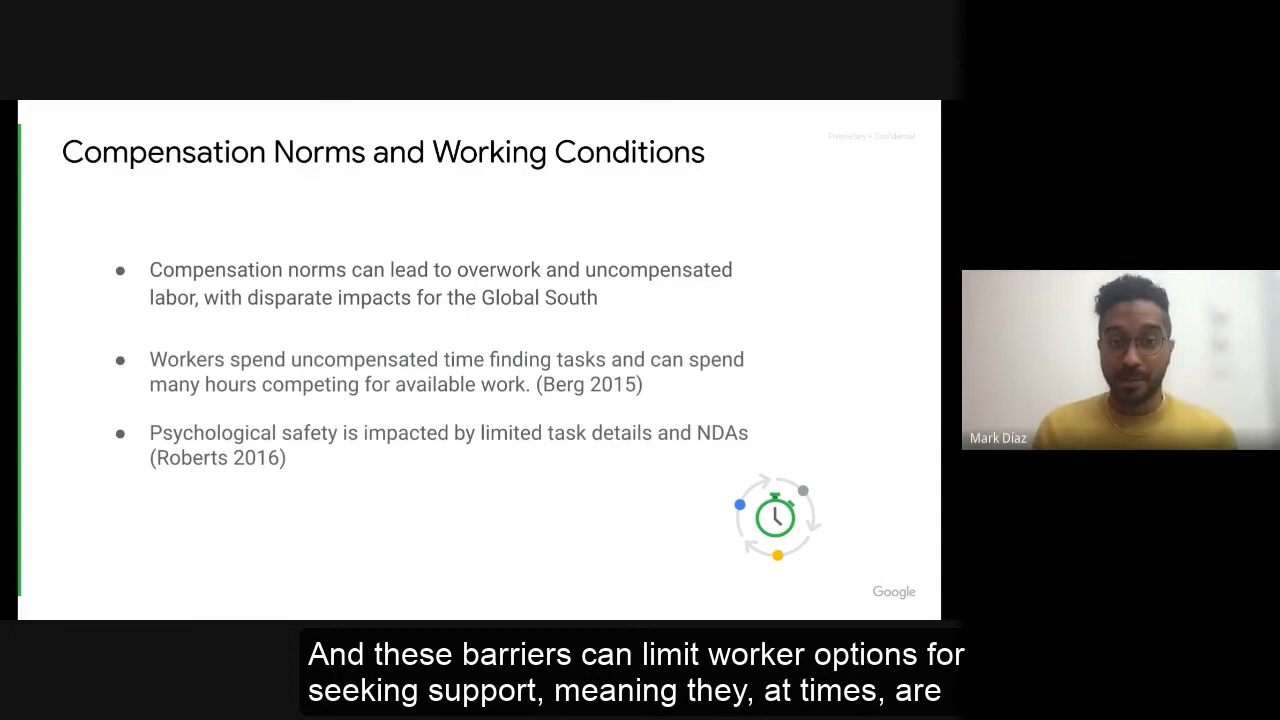 Compensation Norms and Working Conditions
Proprietary + Confidential
● Compensation norms can lead to overwork and uncompensated
labor, with disparate impacts for the Global South
● Workers spend uncompensated time finding tasks and can spend
many hours competing for available work. (Berg 2015)
● Psychological safety is impacted by limited task details and NDAs
(Roberts 2016)
Google
Mark Díaz
And these barriers can limit worker options for
seeking support, meaning they, at times, are